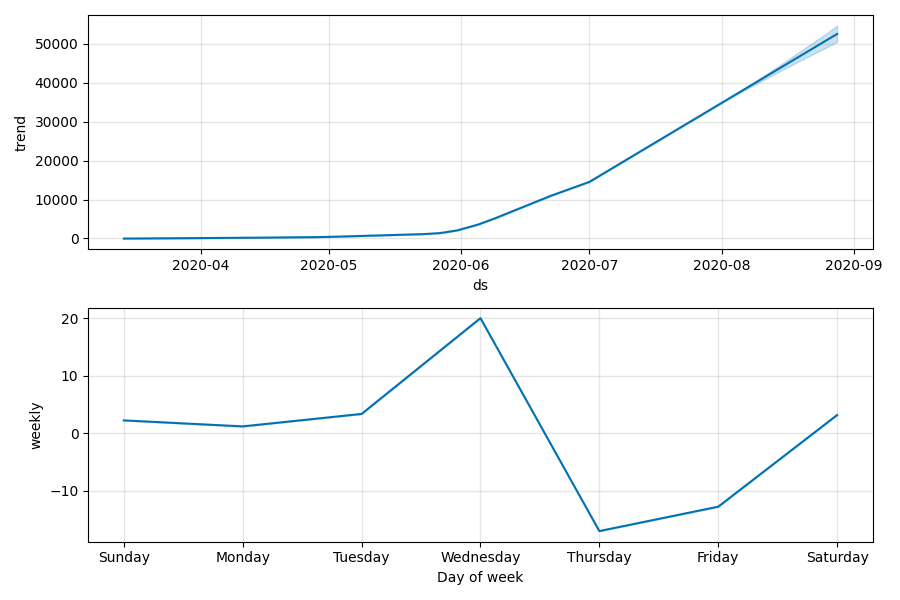 50000
40000
30000
20000
10000
0
trend
2020-04 2020-05 2020-06 2020-07 2020-08 2020-09
ds
20
10
0
−10
weekly
Sunday Monday Tuesday Wednesday Thursday Friday Saturday
Day of week